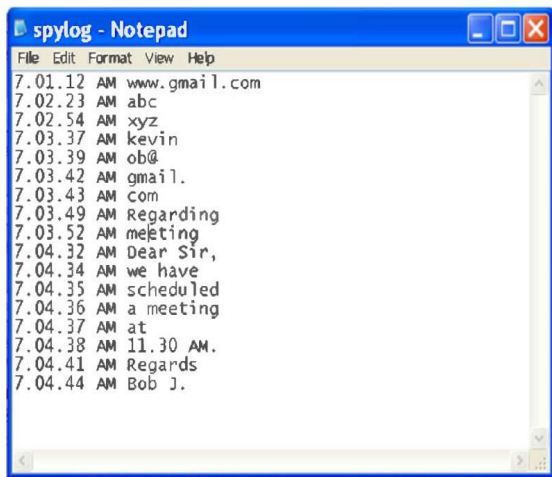 spylog - Notepad
File Edit Format View Help
7.01.12 AM www.gmail.com
7.02.23 AM abc
7.02.54 AM xyz
7.03.37 AM kevin
7.03.39 AM ob@
7.03.42 AM gmail.
7.03.43 AM com
7.03.49 AM Regarding
7.03.52 AM meeting
7.04.32 AM Dear Sir,
7.04.34 AM we have
7.04.35 AM scheduled
7.04.36 AM a meeting
7.04.37 AM at
7.04.38 AM 11.30 AM.
7.04.41 AM Regards
7.04.44 AM Bob J.